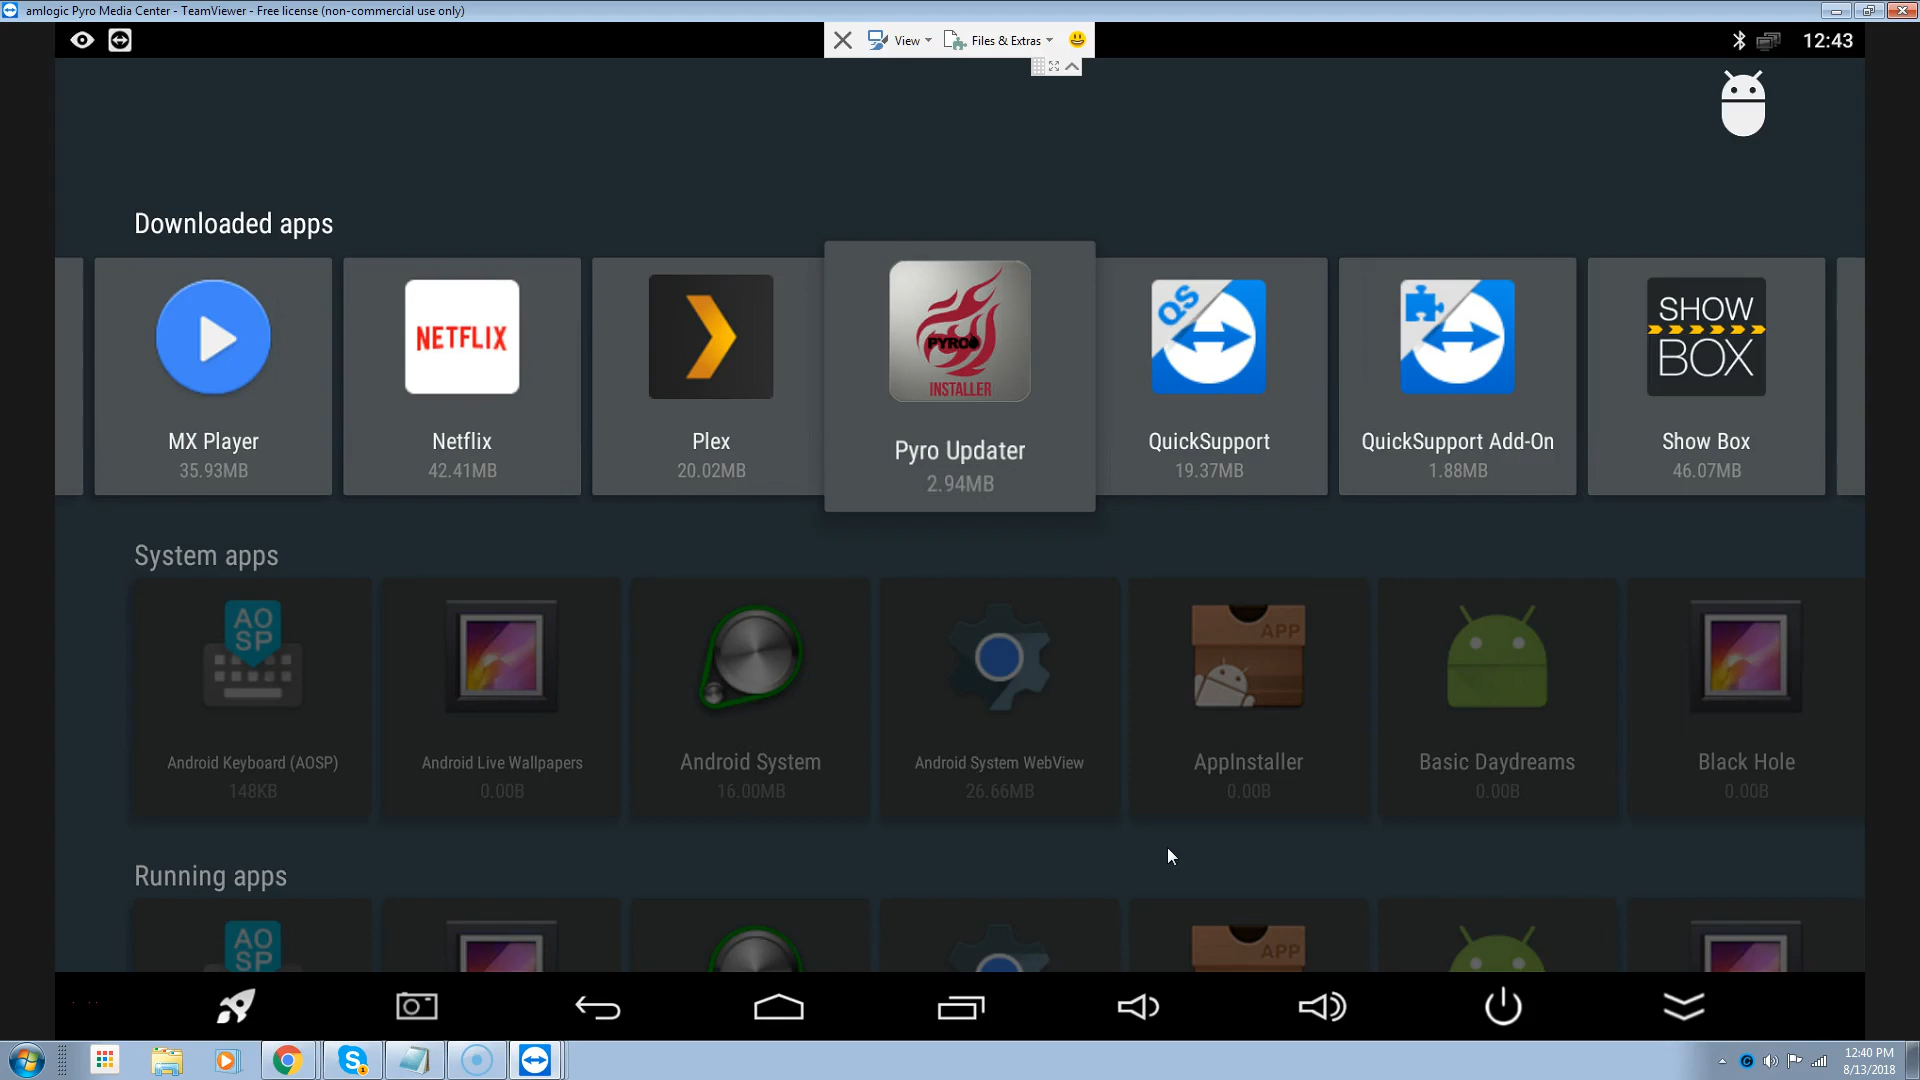 amlogic Pyro Media Center - TeamViewer - Free license (non-commercial use only)
View
Files & Extras
12:43
Downloaded apps
NETFLIX
PYRO
INSTALLER
QS
SHOW
BOX
MX Player
Netflix
Plex
Pyro Updater
QuickSupport
QuickSupport Add-On
Show Box
35.93MB
42.41MB
20.02MB
2.94MB
19.37MB
1.88MB
46.07MB
System apps
AO
SP
APP
Android Keyboard (AOSP)
Android Live Wallpapers
Android System
Android System WebView
AppInstaller
Basic Daydreams
Black Hole
148KB
0.00B
16.00MB
26.66MB
0.00B
0.00B
0.00B
Running apps
AO
SP
APP
12:40 PM
8/13/2018